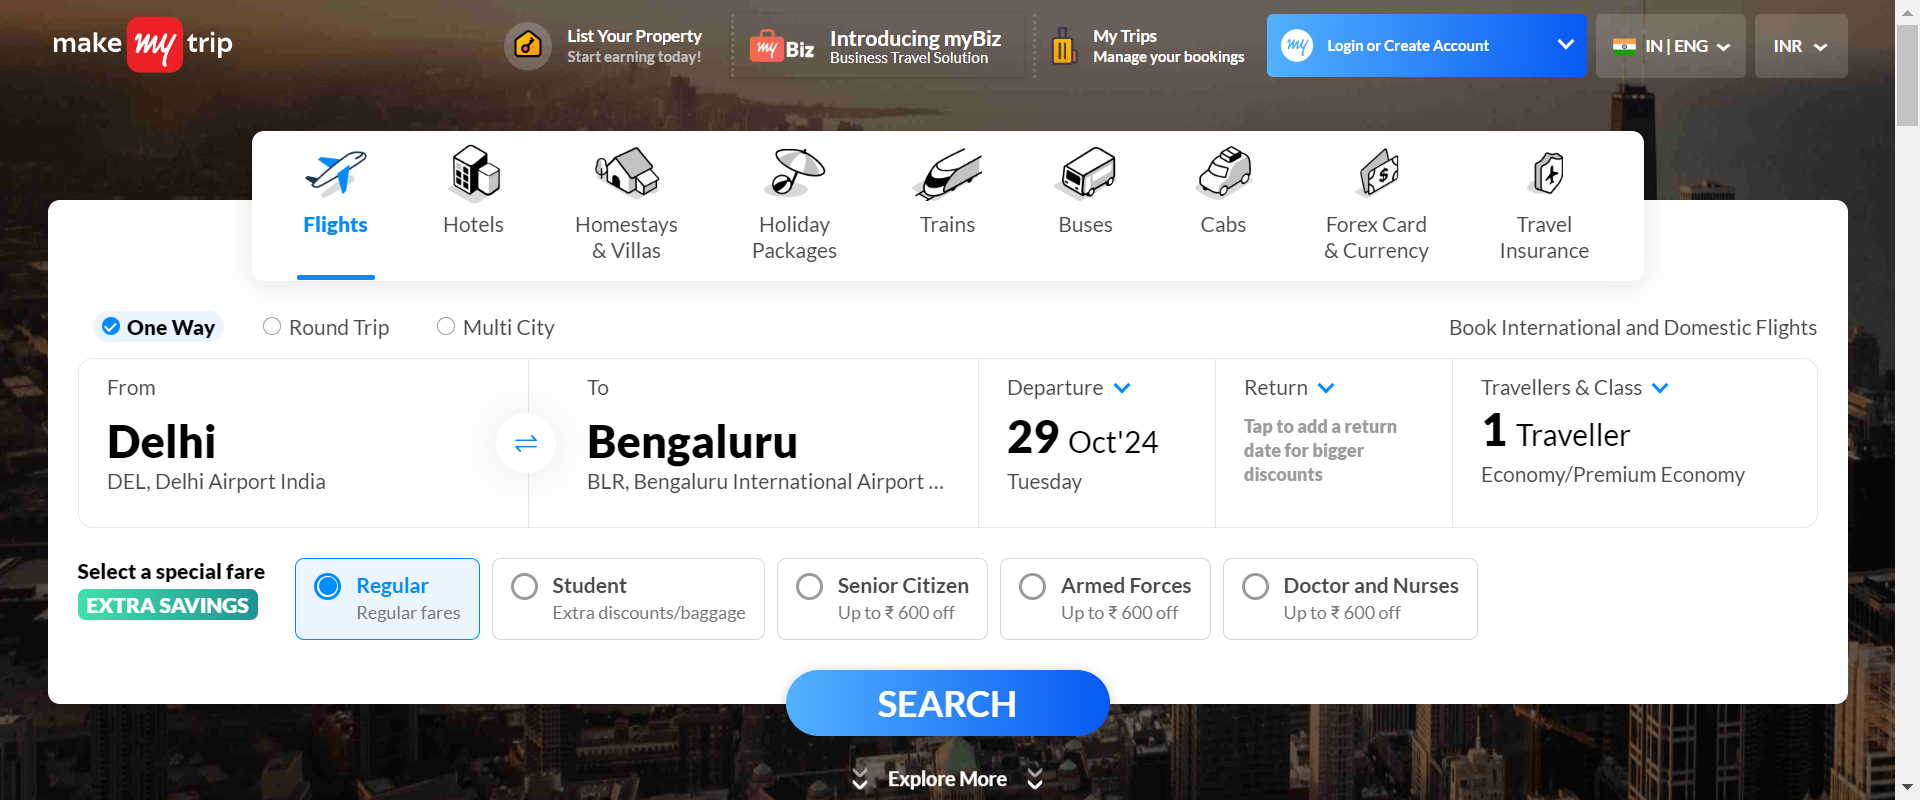 make my trip
List Your Property
Start earning today!
my Biz
Introducing myBiz
Business Travel Solution
My Trips
Manage your bookings
my
Login or Create Account
IN | ENG
INR
Flights
Hotels
Homestays
& Villas
Holiday
Packages
Trains
Buses
Cabs
Forex Card
& Currency
Travel
Insurance
One Way
Round Trip
Multi City
Book International and Domestic Flights
From
Delhi
DEL, Delhi Airport India
To
Bengaluru
BLR, Bengaluru International Airport ...
Departure
29 Oct'24
Tuesday
Return
Tap to add a return
date for bigger
discounts
Travellers & Class
1 Traveller
Economy/Premium Economy
Select a special fare
EXTRA SAVINGS
Regular
Regular fares
Student
Extra discounts/baggage
Senior Citizen
Up to ₹ 600 off
Armed Forces
Up to ₹ 600 off
Doctor and Nurses
Up to ₹ 600 off
SEARCH
Explore More